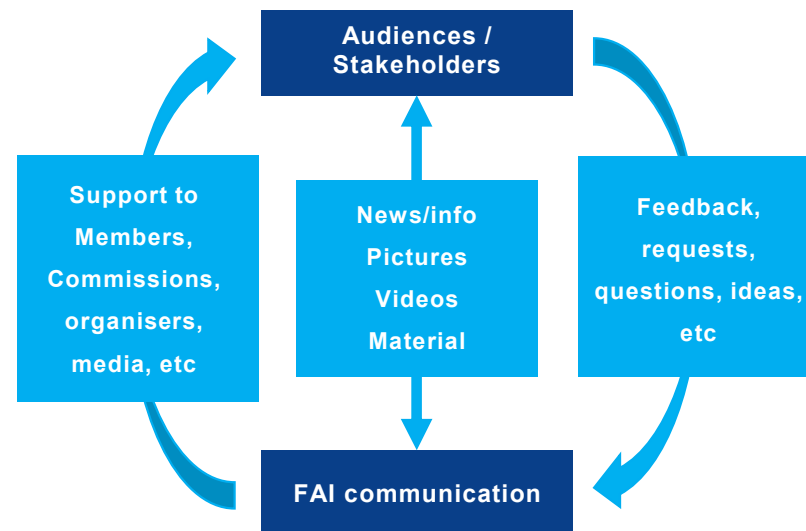 Audiences /
Stakeholders
Support to
Members,
Commissions,
organisers,
media, etc
News/info
Pictures
Videos
Material
Feedback,
requests,
questions, ideas,
etc
FAI communication